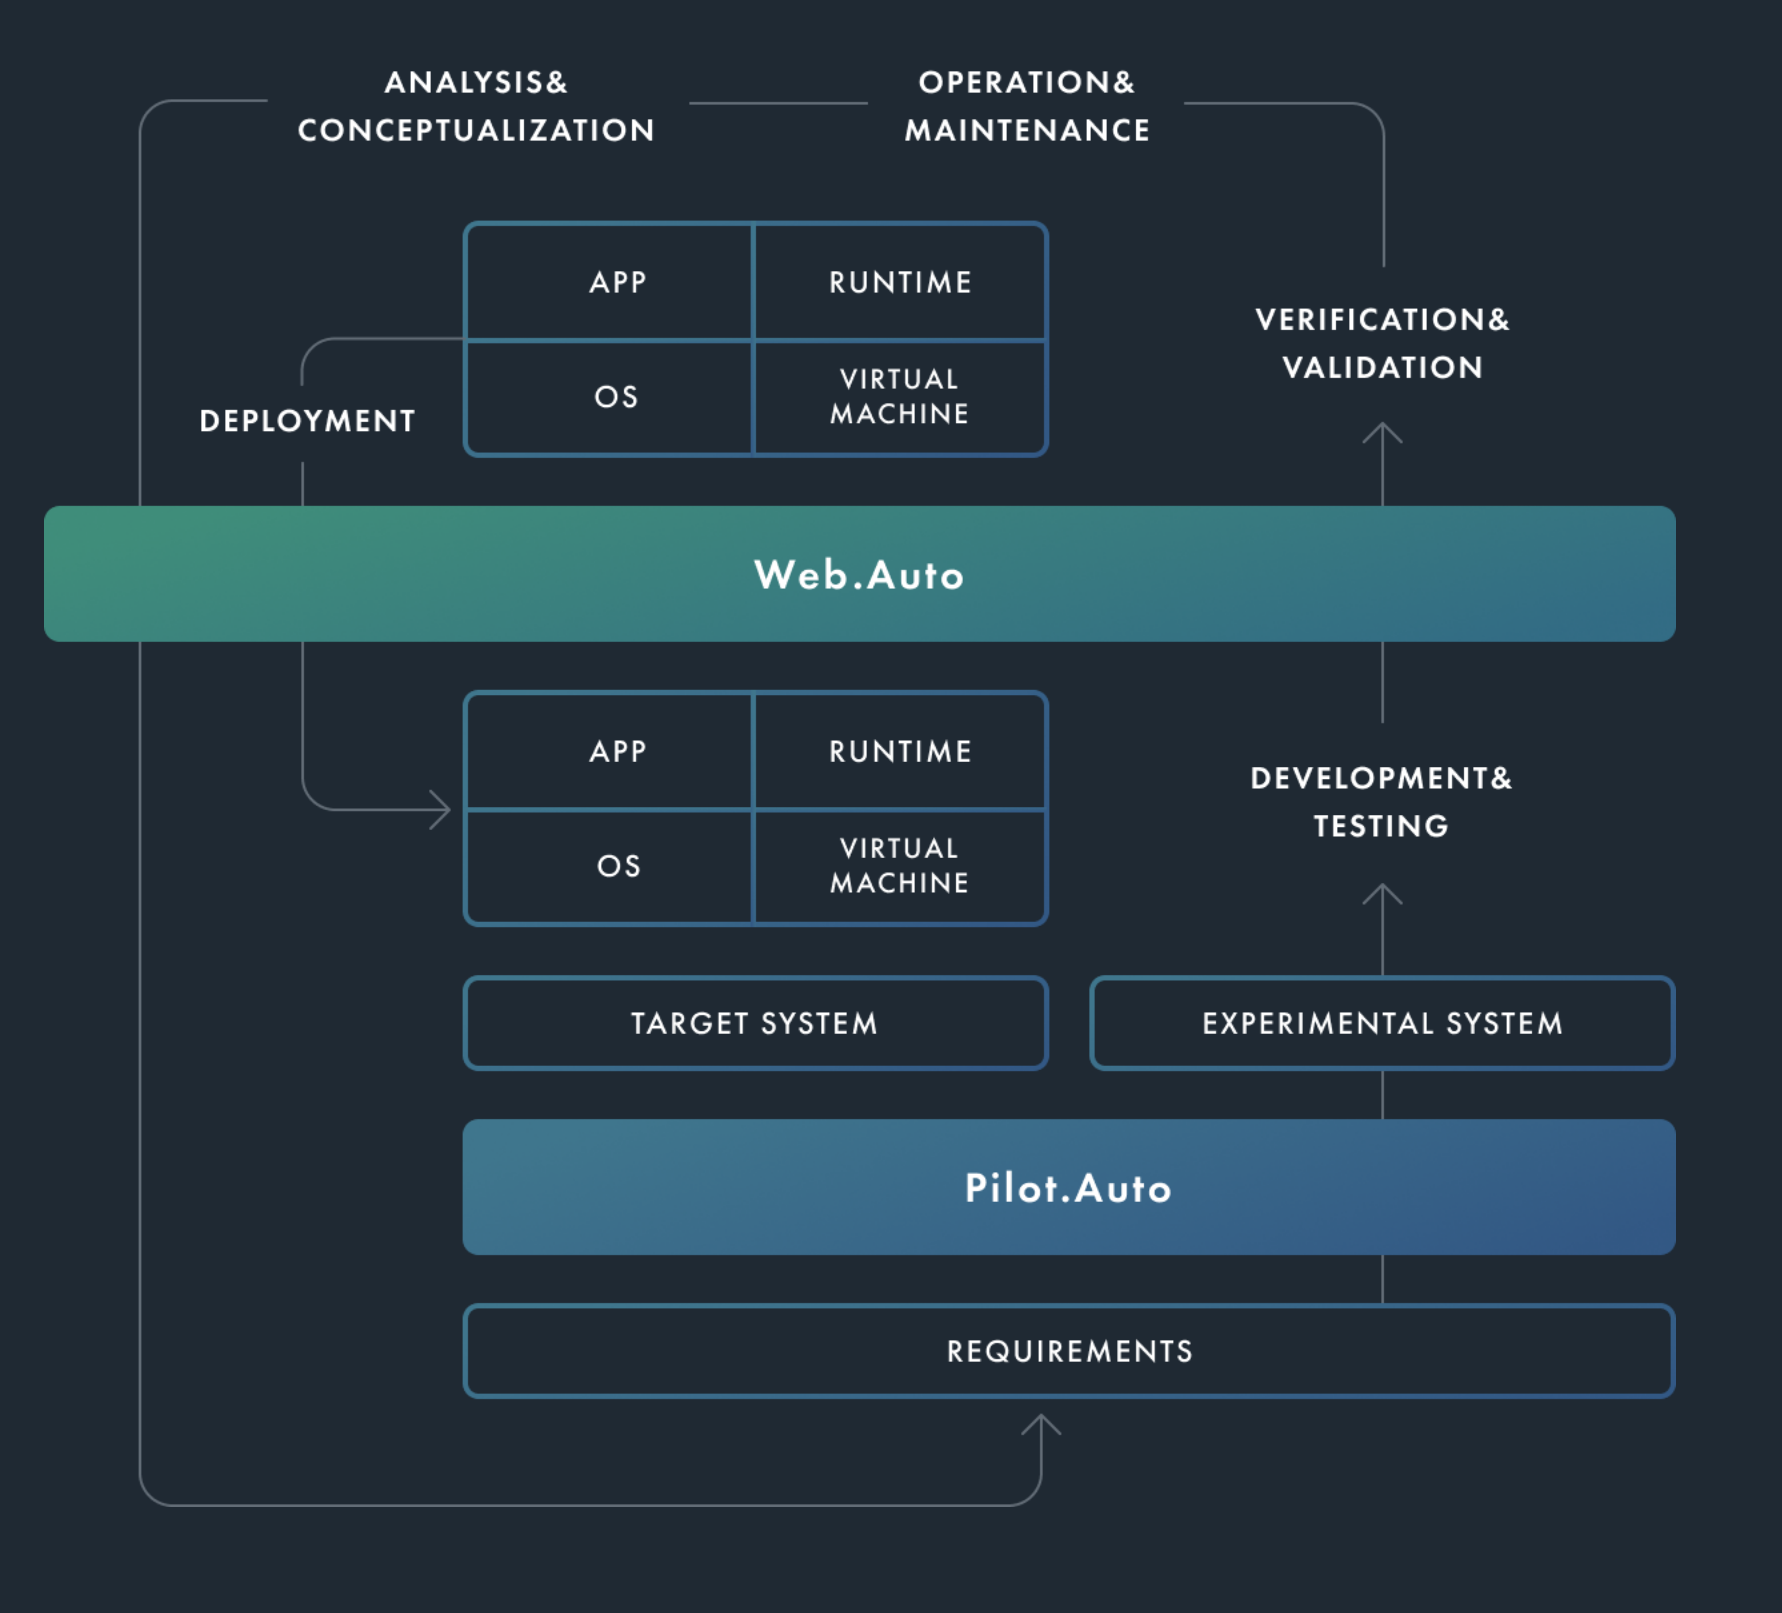 ANALYSIS&
CONCEPTUALIZATION
OPERATION&
MAINTENANCE
APP
RUNTIME
VERIFICATION&
VALIDATION
OS
VIRTUAL
MACHINE
DEPLOYMENT
Web.Auto
APP
RUNTIME
DEVELOPMENT&
TESTING
OS
VIRTUAL
MACHINE
TARGET SYSTEM
EXPERIMENTAL SYSTEM
Pilot.Auto
REQUIREMENTS